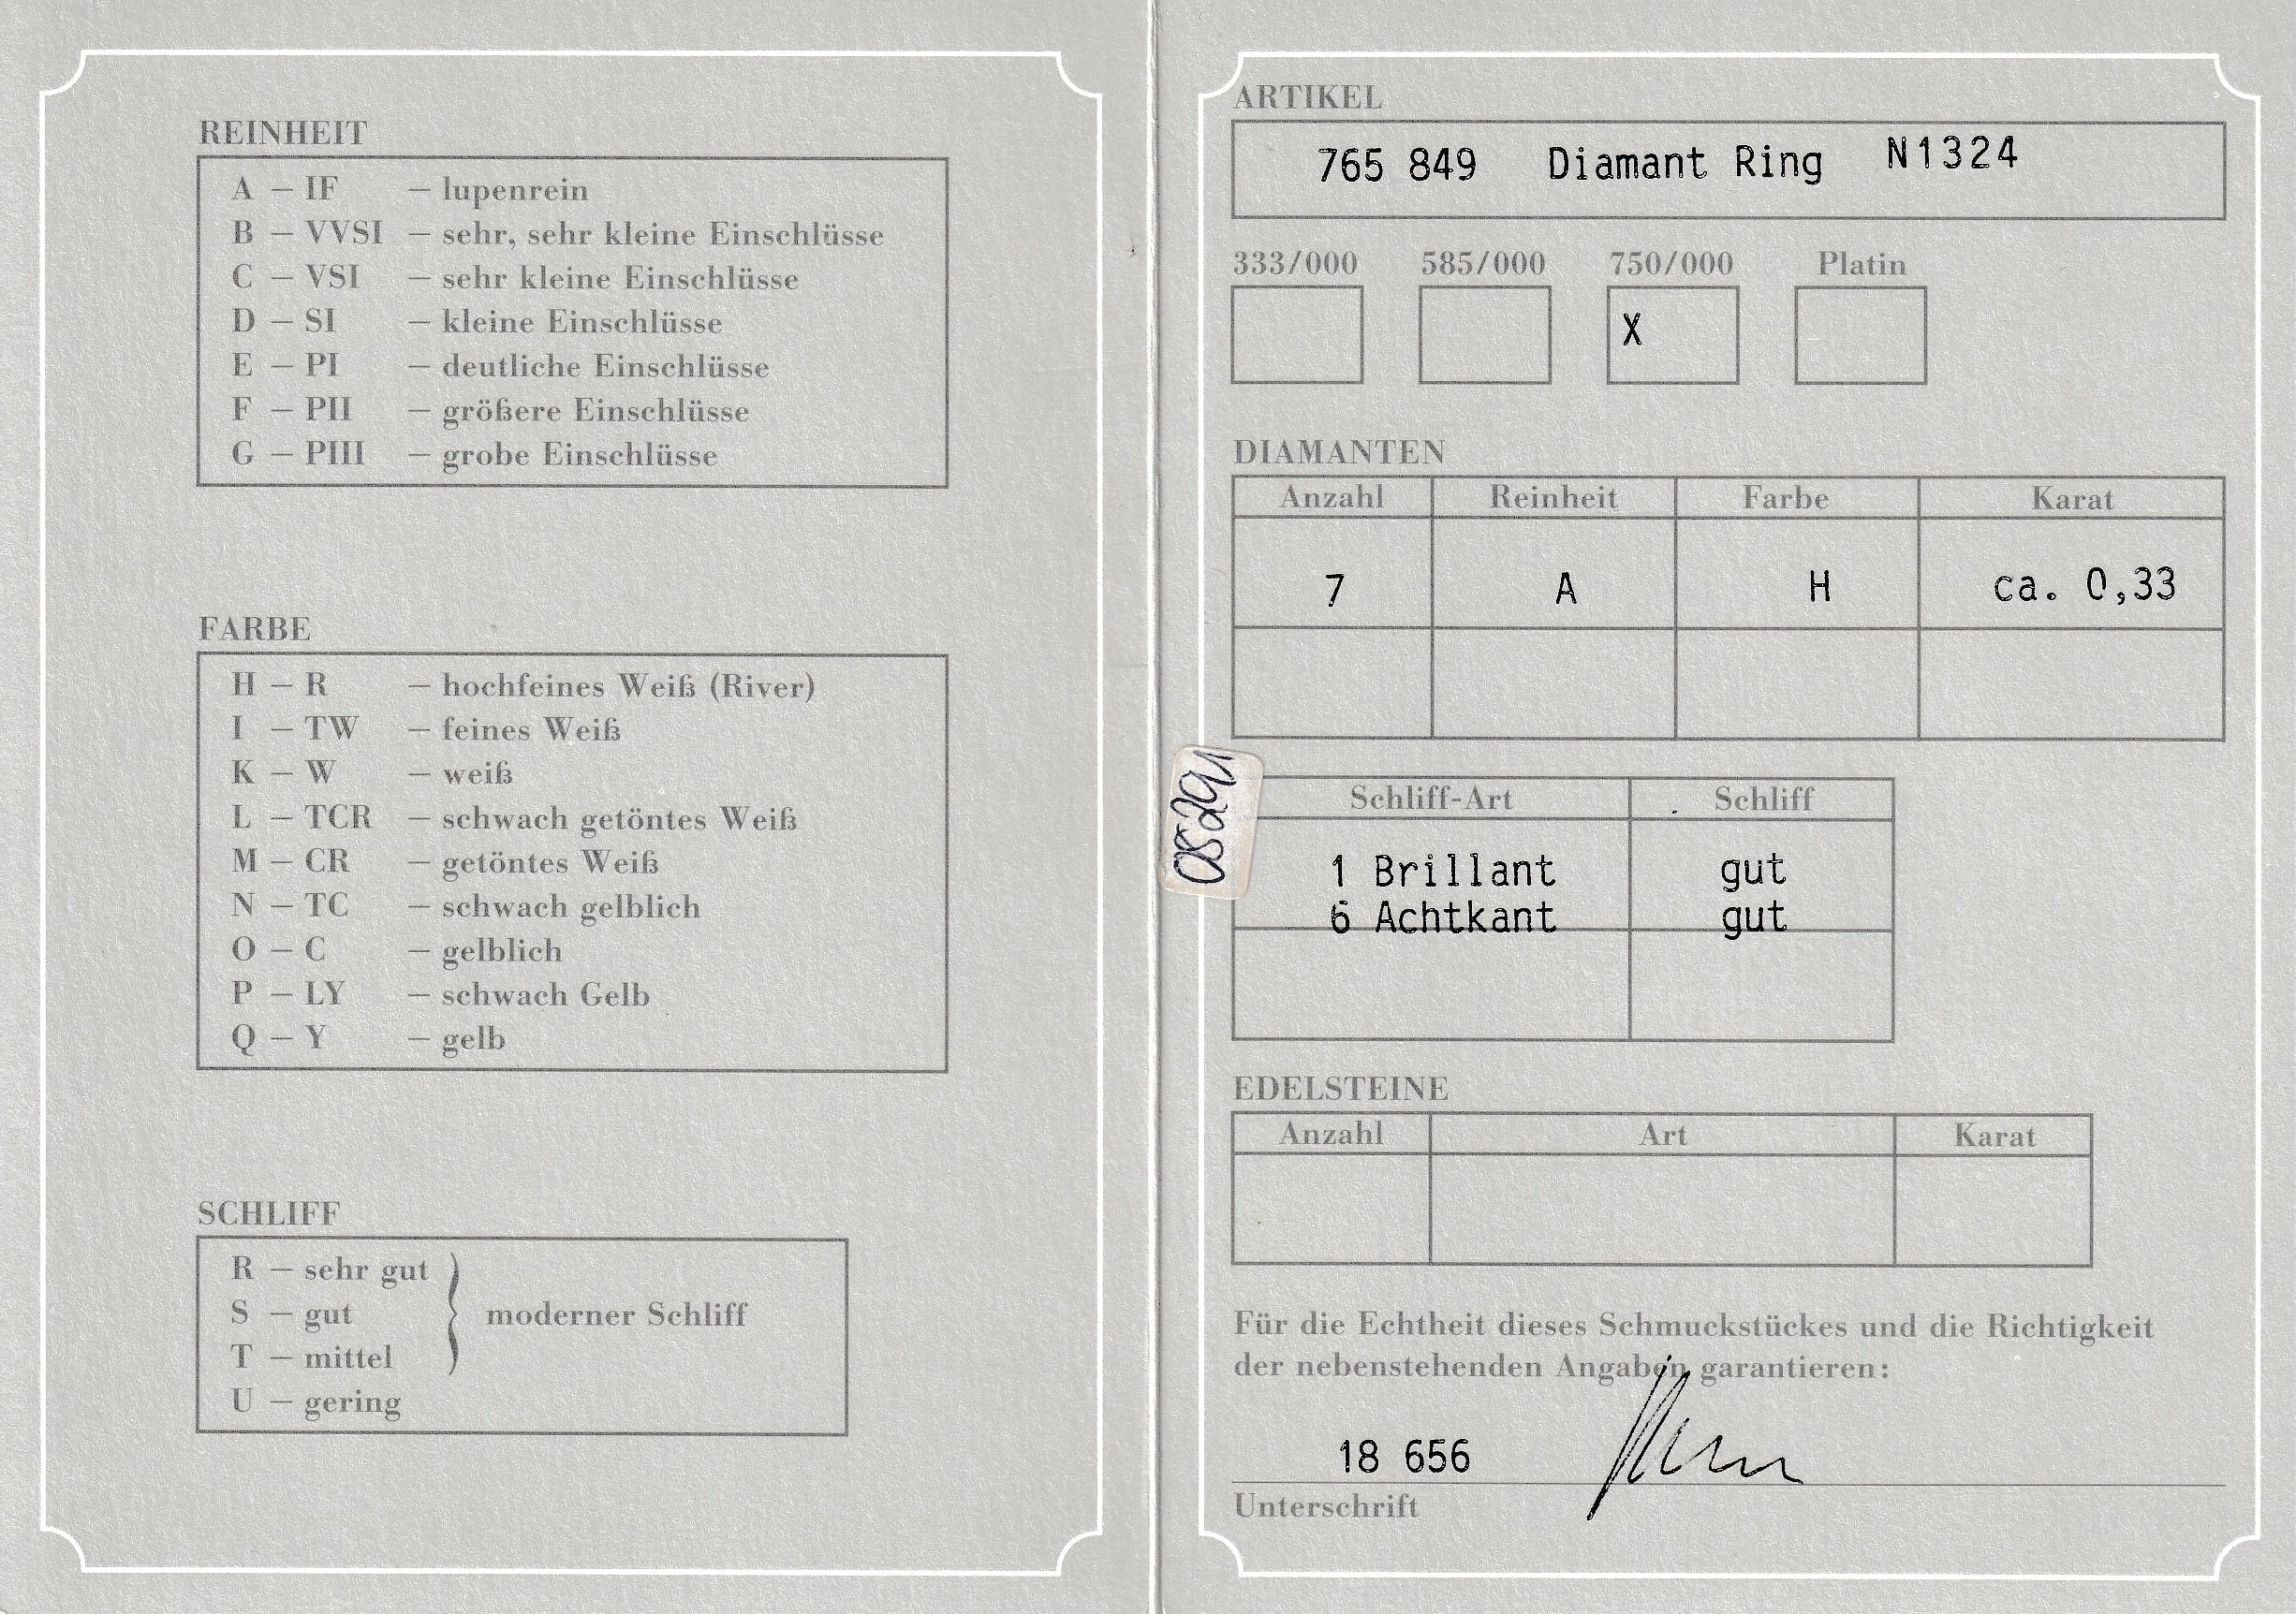 REINHEIT
A – IF – lupenrein
B – VVSI – sehr, sehr kleine Einschlüsse
C – VSI – sehr kleine Einschlüsse
D – SI – kleine Einschlüsse
E – PI – deutliche Einschlüsse
F – PII – größere Einschlüsse
G – PIII – grobe Einschlüsse
FARBE
H – R – hochfeines Weiß (River)
I – TW – feines Weiß
K – W – weiß
L – TCR – schwach getöntes Weiß
M – CR – getöntes Weiß
N – TC – schwach gelblich
O – C – gelblich
P – LY – schwach Gelb
Q – Y – gelb
SCHLIFF
R – sehr gut
S – gut
T – mittel
moderner Schliff
U – gering
ARTIKEL
765 849 Diamant Ring N1324
333/000 585/000 750/000 Platin
X
DIAMANTEN
Anzahl Reinheit Farbe Karat
7 A H ca. 0,33
Schliff-Art Schliff
1 Brillant gut
6 Achtkant gut
EDELSTEINE
Anzahl Art Karat
Für die Echtheit dieses Schmuckstückes und die Richtigkeit
der nebenstehenden Angaben garantieren:
18 656
Unterschrift